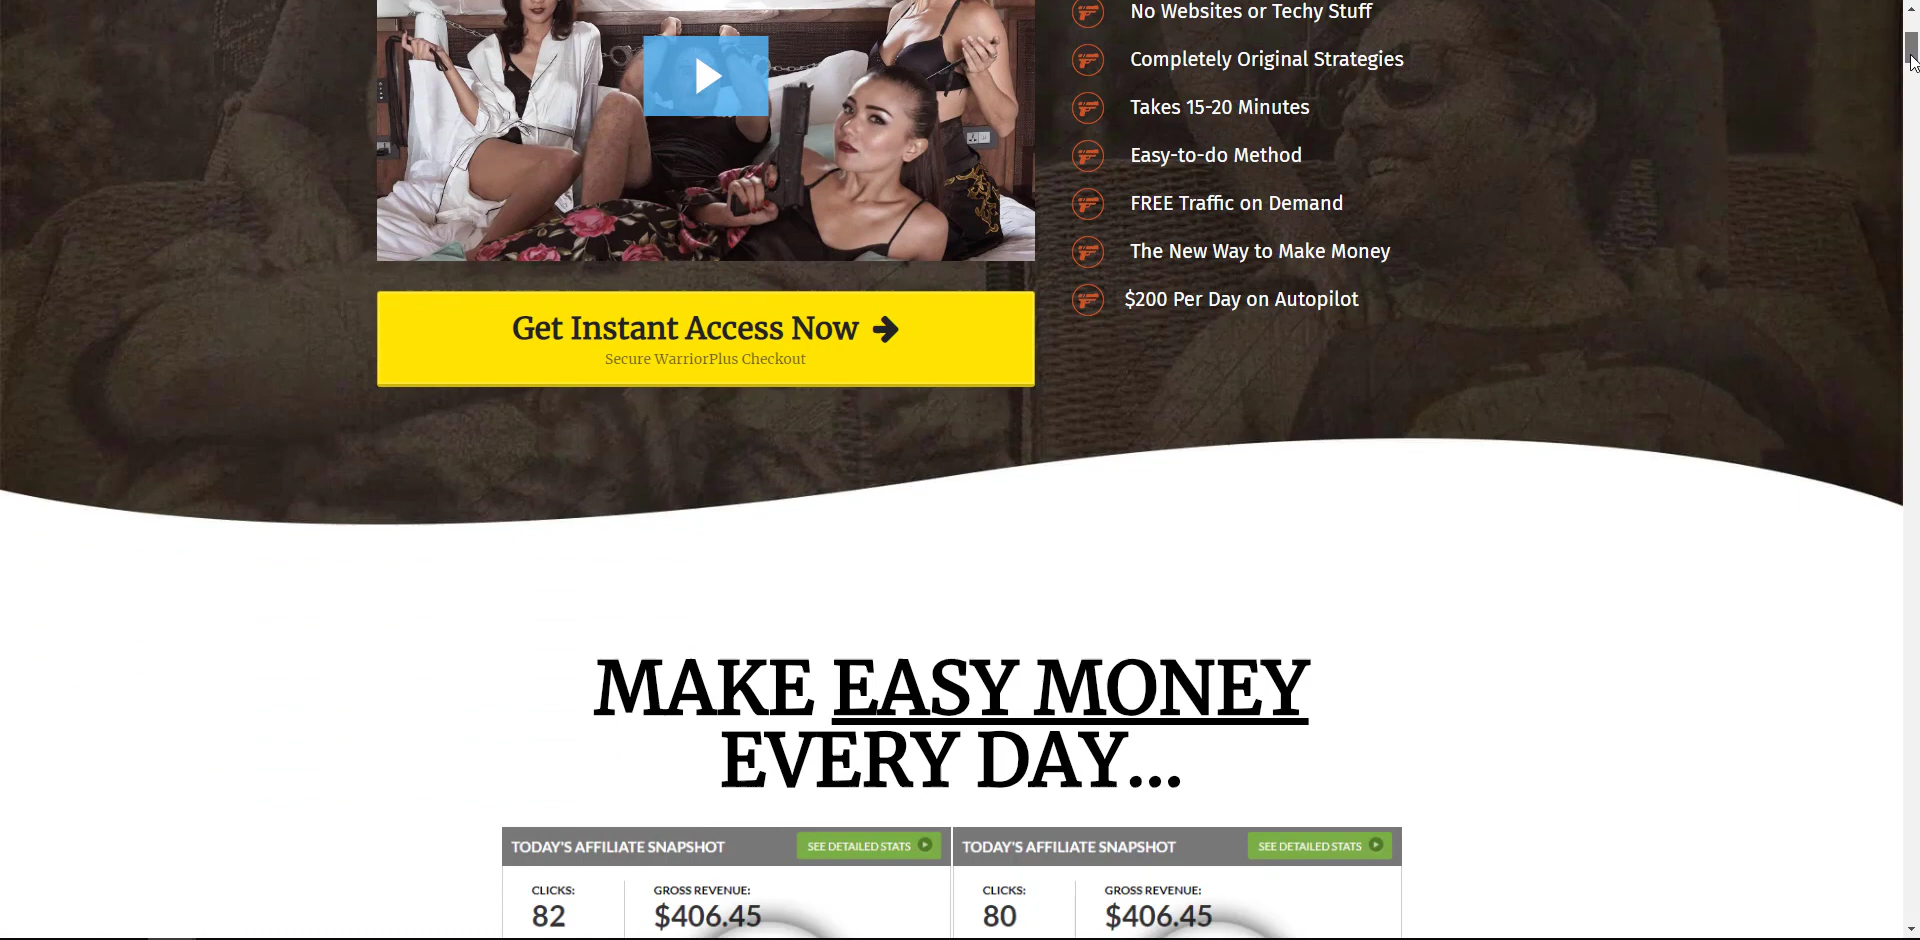 No Websites or Techy Stuff
Completely Original Strategies
Takes 15-20 Minutes
Easy-to-do Method
FREE Traffic on Demand
The New Way to Make Money
$200 Per Day on Autopilot
Get Instant Access Now
Secure WarriorPlus Checkout
MAKE EASY MONEY
EVERY DAY...
TODAY'S AFFILIATE SNAPSHOT SEE DETAILED STATS
CLICKS: GROSS REVENUE:
82 $406.45
TODAY'S AFFILIATE SNAPSHOT SEE DETAILED STATS
CLICKS: GROSS REVENUE:
80 $406.45